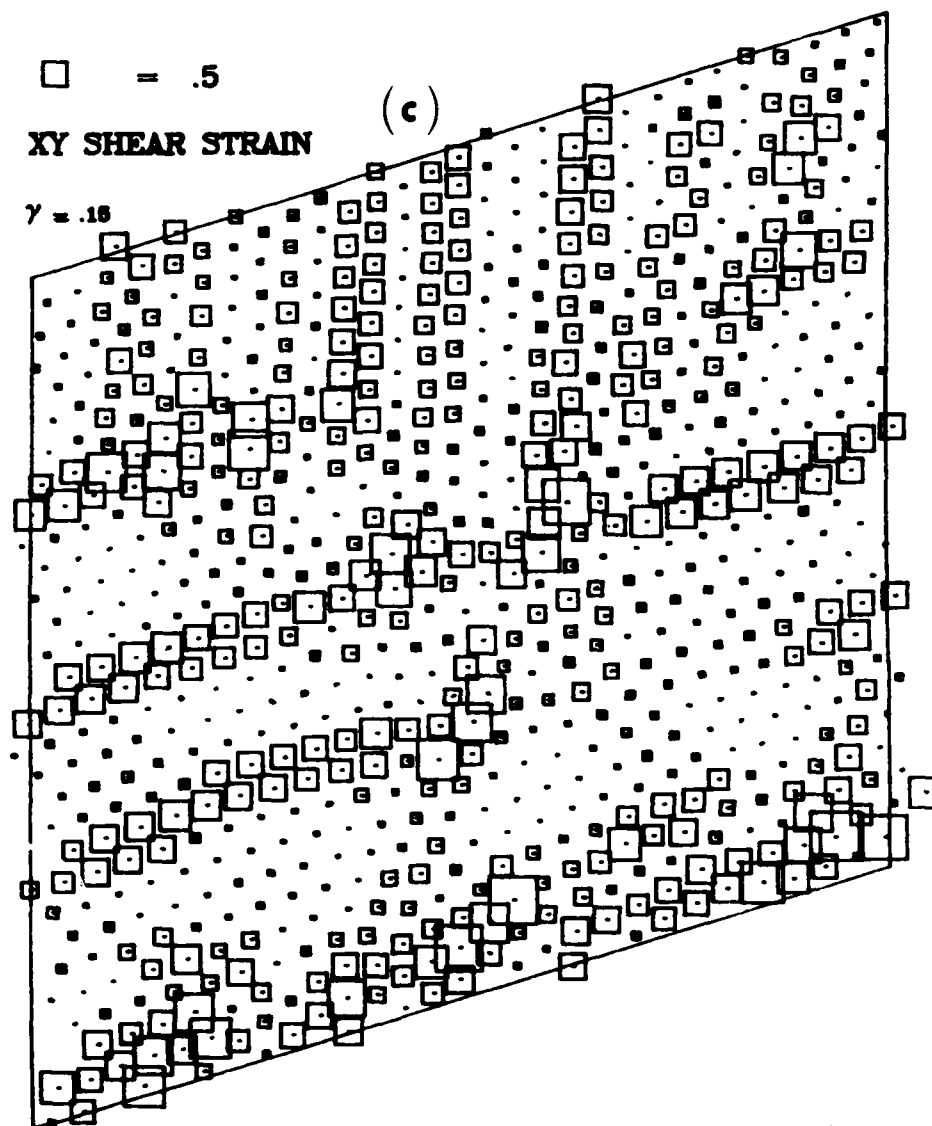 □ = .5
(c)
XY SHEAR STRAIN
γ = .15